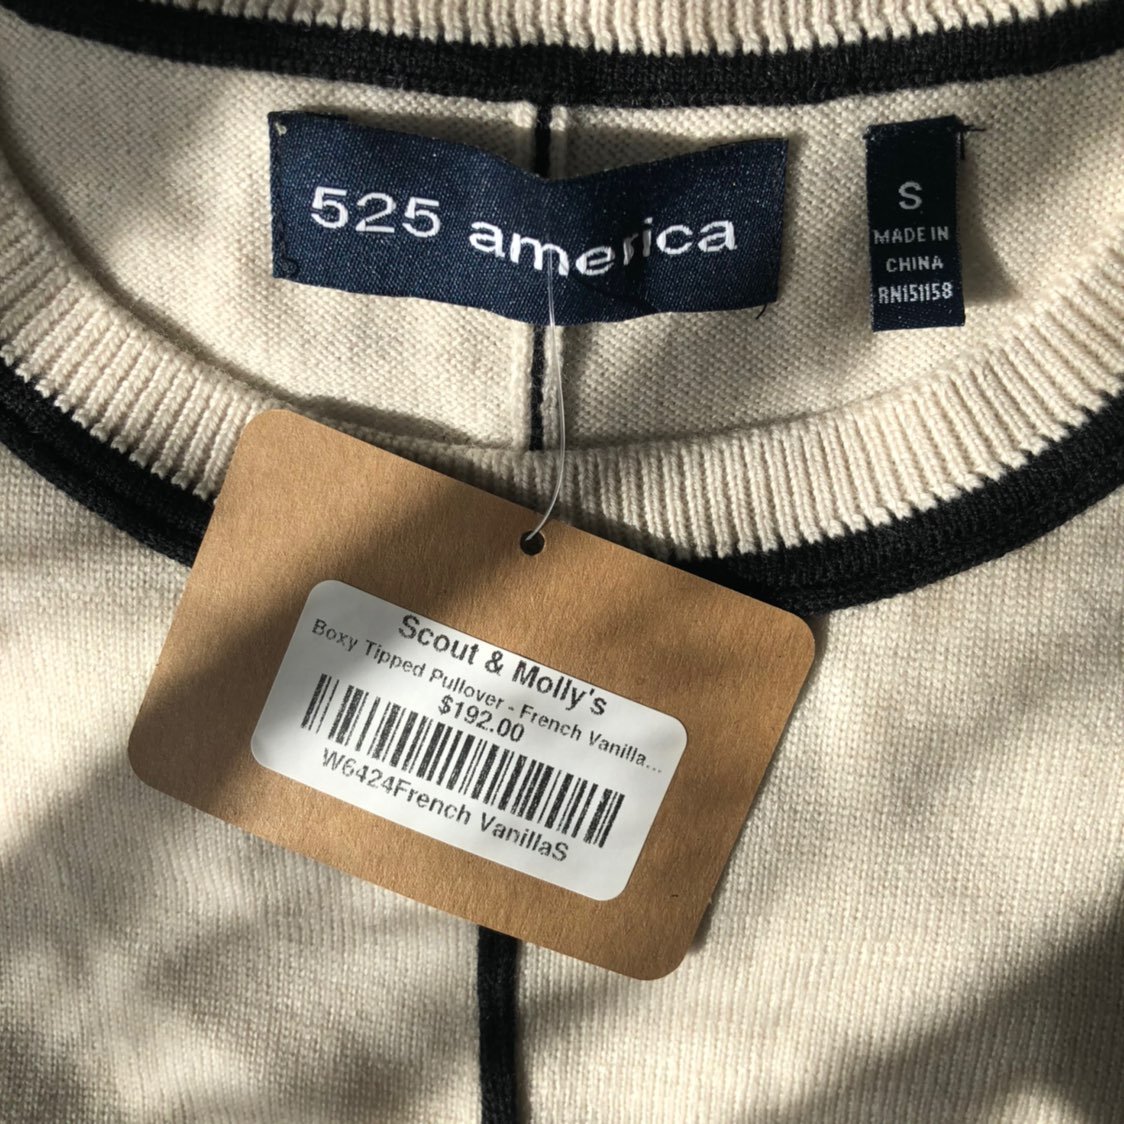 525 america
S
MADE IN
CHINA
RN151158
Scout & Molly's
Boxy Tipped Pullover - French Vanilla...
$192.00
W6424French VanillaS